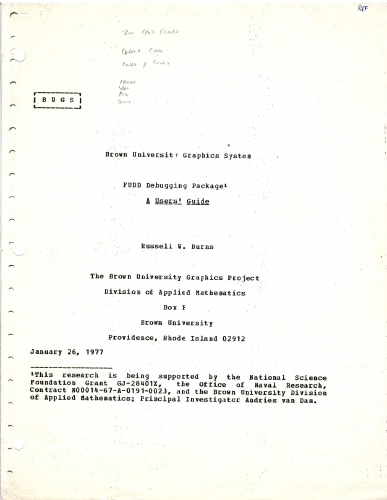 [ B U G S ]
Brown University Graphics System
FUDD Debugging Package¹
A Users' Guide
Russell W. Burns
The Brown University Graphics Project
Division of Applied Mathematics
Box F
Brown University
Providence, Rhode Island 02912
January 26, 1977
¹This research is being supported by the National Science
Foundation Grant GJ-28401X, the Office of Naval Research,
Contract N00014-67-A-0191-0023, and the Brown University Division
of Applied Mathematics; Principal Investigator Andries van Dam.